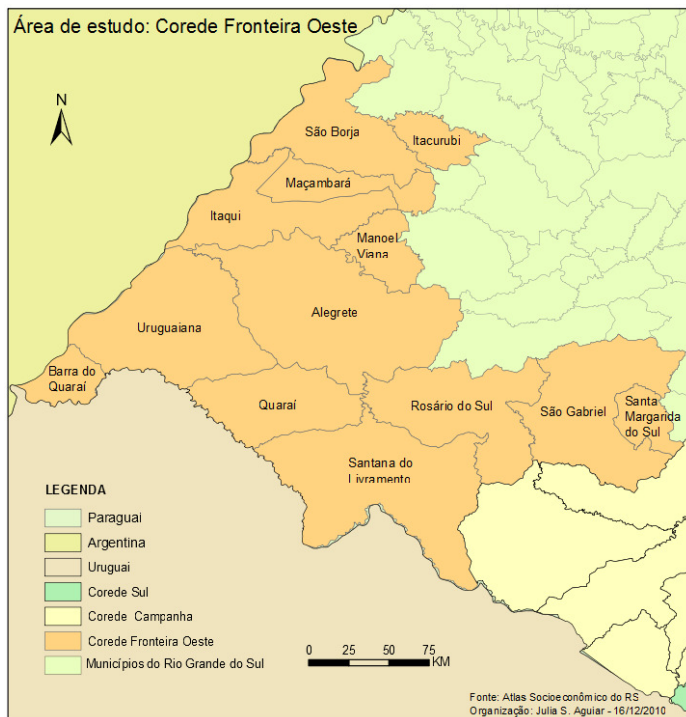 Área de estudo: Corede Fronteira Oeste
N
São Borja
Itacurubi
Maçambará
Itaqui
Manoel
Viana
Alegrete
Uruguaiana
Barra do
Quaraí
Quaraí
Rosário do Sul
São Gabriel
Santa
Margarida
do Sul
Santana do
Livramento
LEGENDA
Paraguai
Argentina
Uruguai
Corede Sul
Corede Campanha
Corede Fronteira Oeste
Municípios do Rio Grande do Sul
0 25 50 75
KM
Fonte: Atlas Socioeconômico do RS
Organização: Julia S. Aguiar - 16/12/2010